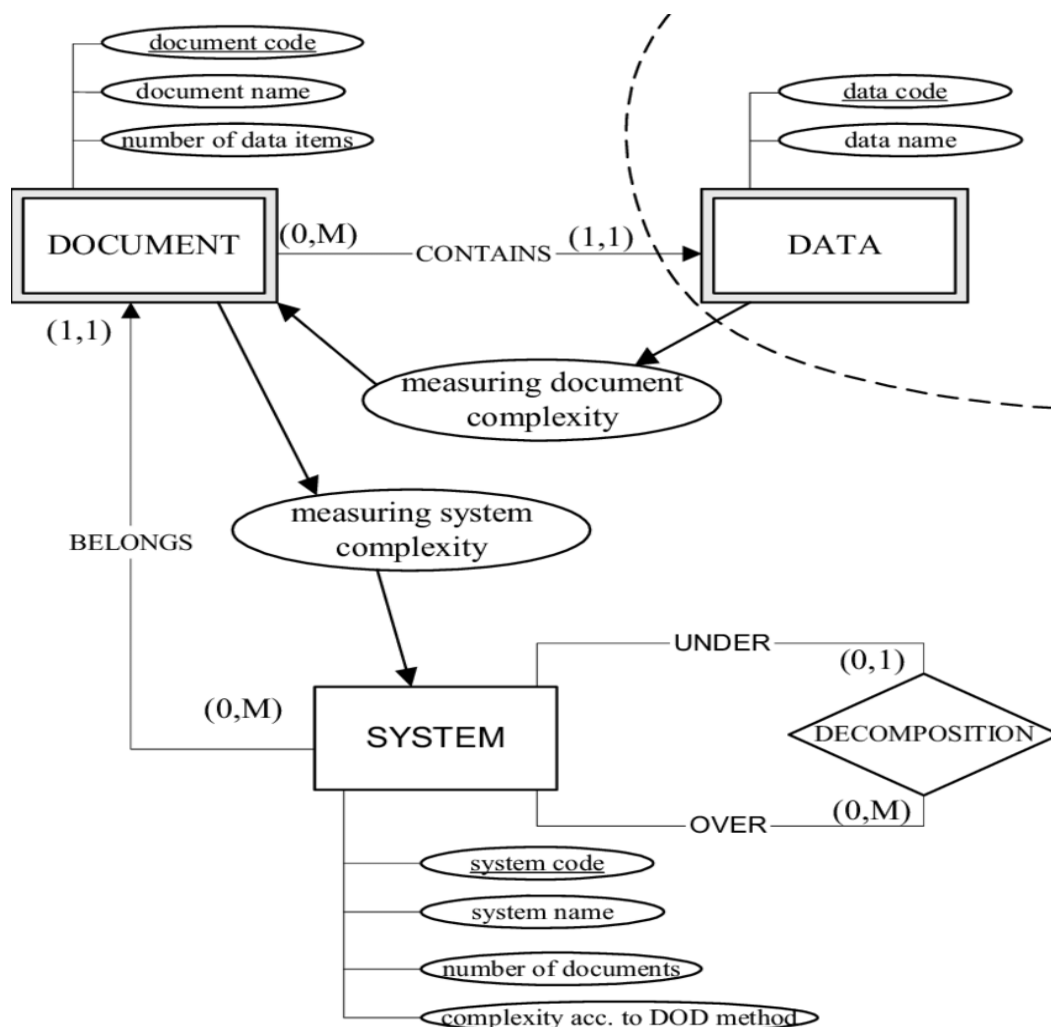 document code
document name
number of data items
data code
data name
DOCUMENT
(0,M)
CONTAINS
(1,1)
DATA
(1,1)
measuring document
complexity
measuring system
complexity
BELONGS
UNDER
(0,1)
(0,M)
SYSTEM
DECOMPOSITION
OVER
(0,M)
system code
system name
number of documents
complexity acc. to DOD method